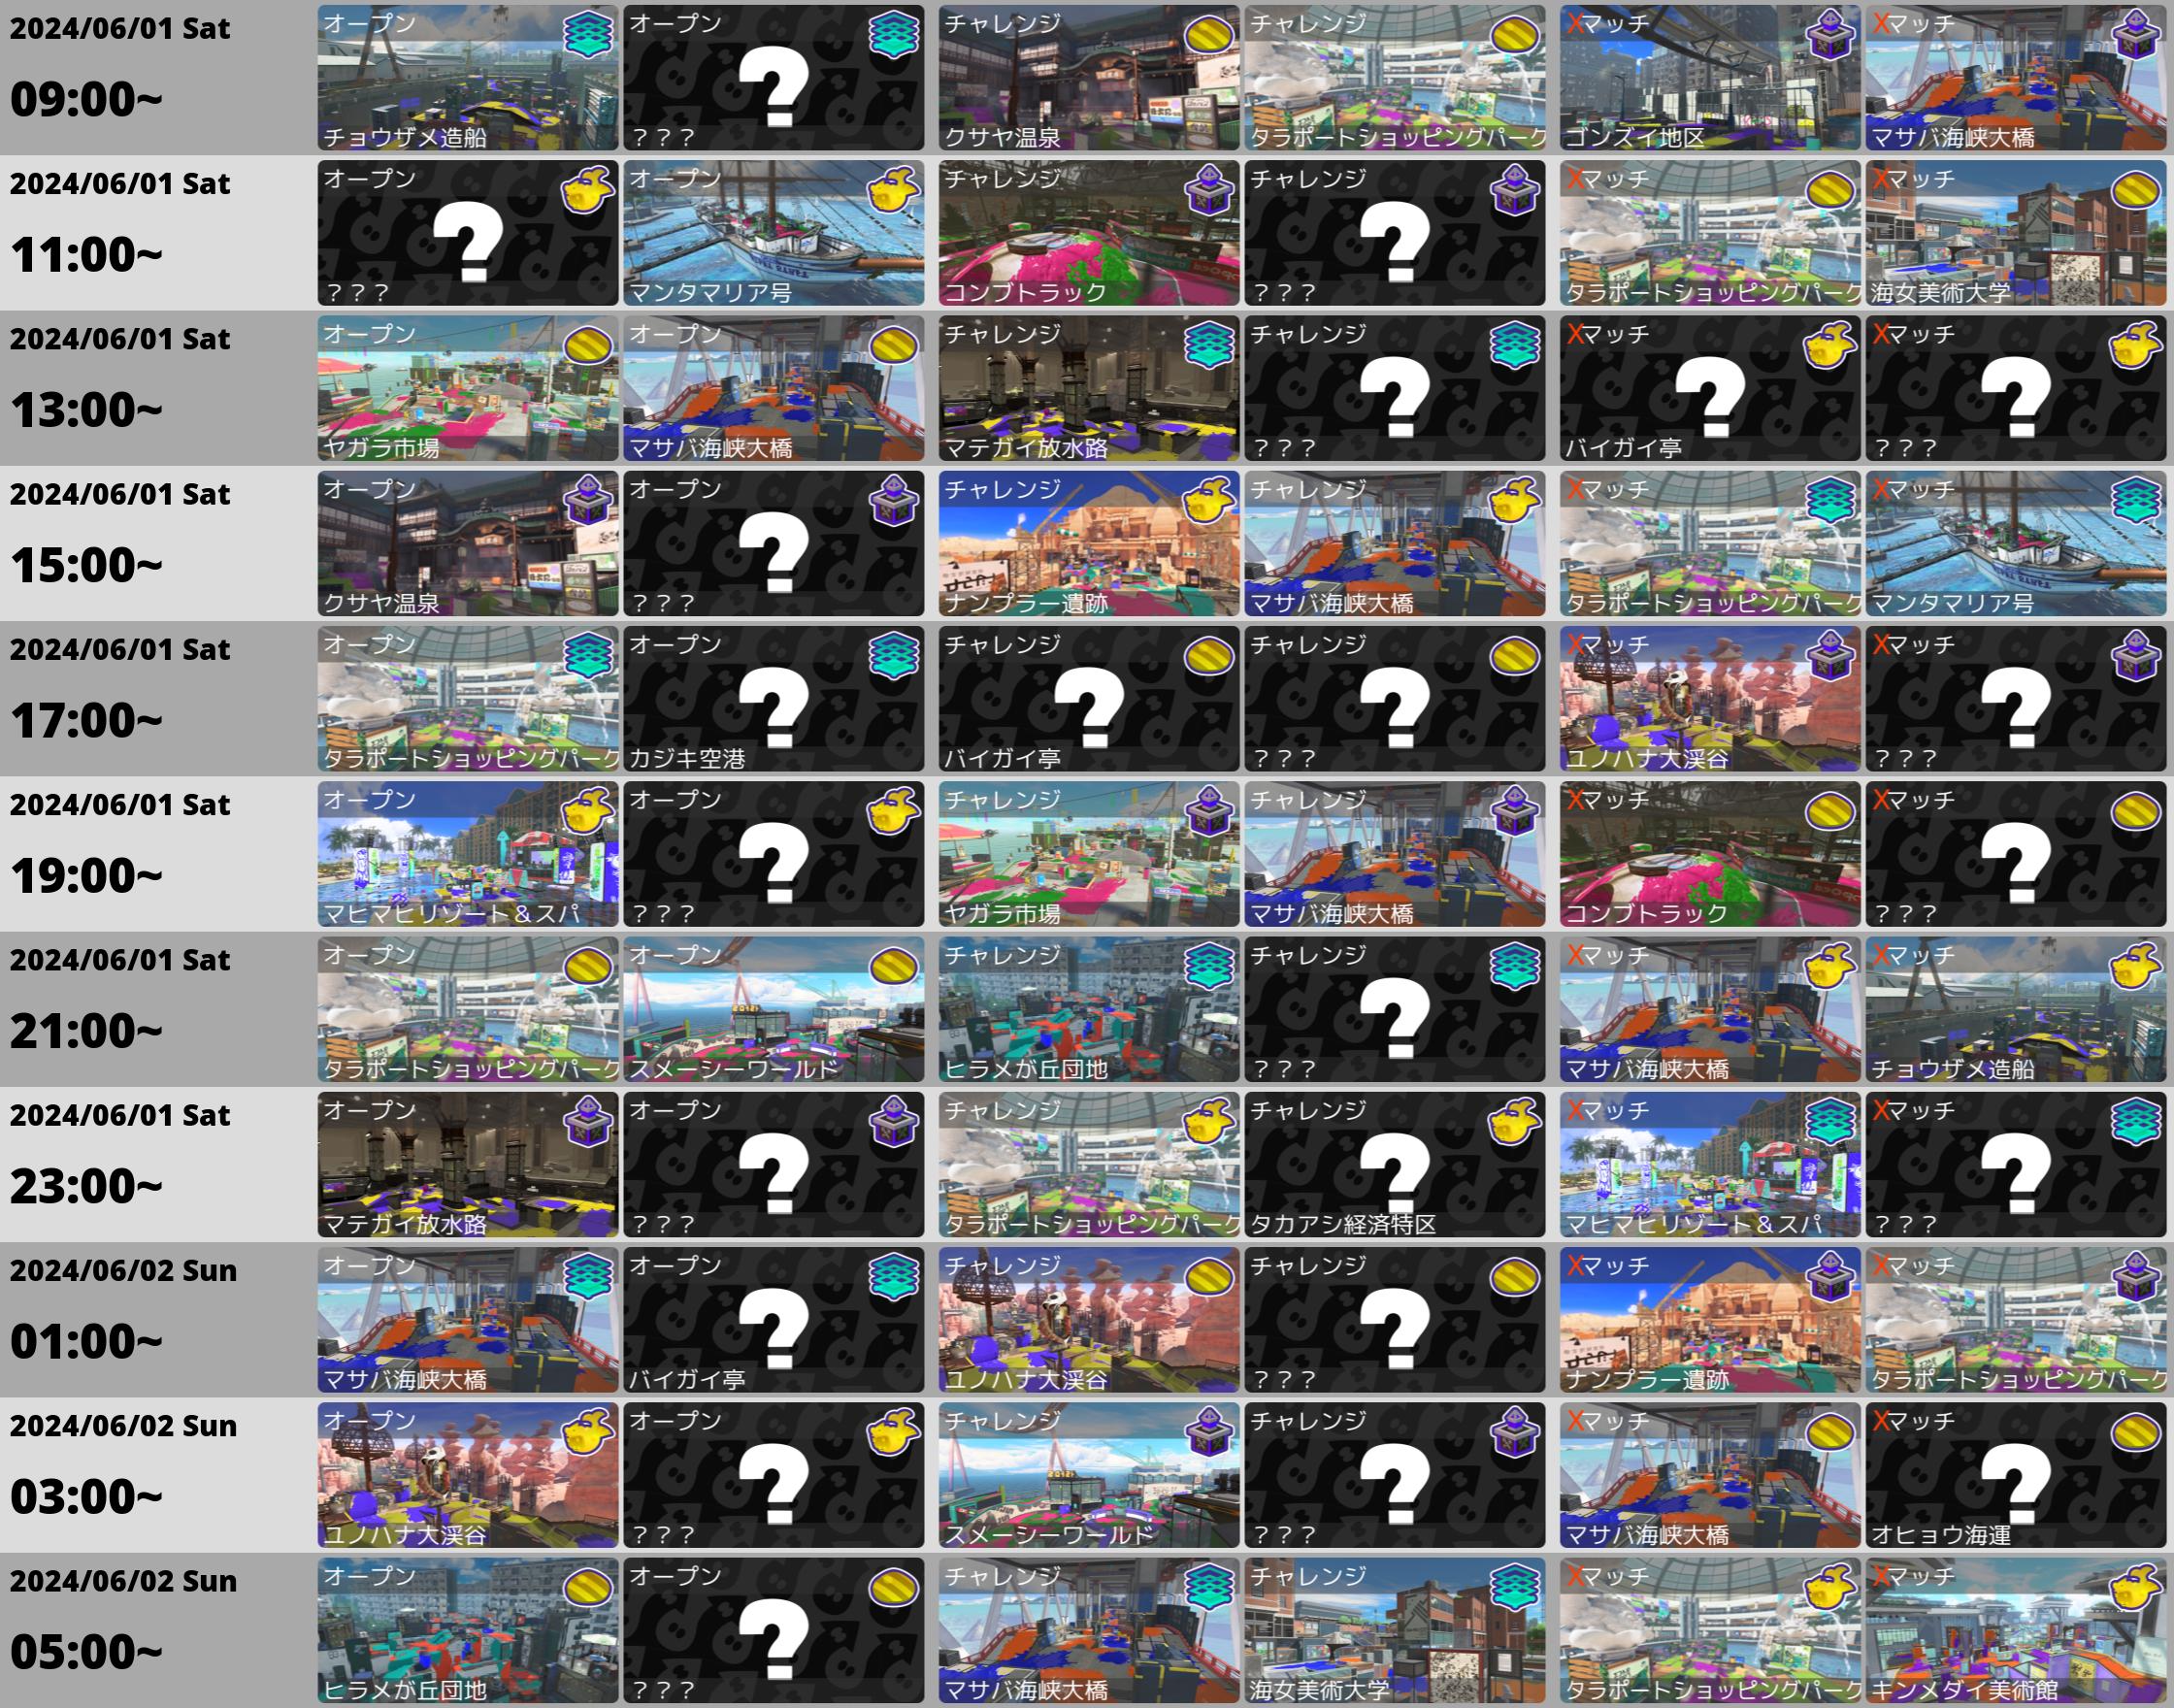 2024/06/01 Sat
09:00~
オープン
チョウザメ造船
オープン
？？？
チャレンジ
クサヤ温泉
チャレンジ
タラポートショッピングパーク
Xマッチ
ゴンズイ地区
Xマッチ
マサバ海峡大橋
2024/06/01 Sat
11:00~
オープン
？？？
オープン
マンタマリア号
チャレンジ
コンブトラック
チャレンジ
？？？
Xマッチ
タラポートショッピングパーク
Xマッチ
海女美術大学
2024/06/01 Sat
13:00~
オープン
ヤガラ市場
オープン
マサバ海峡大橋
チャレンジ
マテガイ放水路
チャレンジ
？？？
Xマッチ
バイガイ亭
Xマッチ
？？？
2024/06/01 Sat
15:00~
オープン
クサヤ温泉
オープン
？？？
チャレンジ
ナンプラー遺跡
チャレンジ
マサバ海峡大橋
Xマッチ
タラポートショッピングパーク
Xマッチ
マンタマリア号
2024/06/01 Sat
17:00~
オープン
タラポートショッピングパーク
オープン
カジキ空港
チャレンジ
バイガイ亭
チャレンジ
？？？
Xマッチ
ユノハナ大渓谷
Xマッチ
？？？
2024/06/01 Sat
19:00~
オープン
マヒマヒリゾート＆スパ
オープン
？？？
チャレンジ
ヤガラ市場
チャレンジ
マサバ海峡大橋
Xマッチ
コンブトラック
Xマッチ
？？？
2024/06/01 Sat
21:00~
オープン
タラポートショッピングパーク
オープン
スメーシーワールド
チャレンジ
ヒラメが丘団地
チャレンジ
？？？
Xマッチ
マサバ海峡大橋
Xマッチ
チョウザメ造船
2024/06/01 Sat
23:00~
オープン
マテガイ放水路
オープン
？？？
チャレンジ
タラポートショッピングパーク
チャレンジ
タカアシ経済特区
Xマッチ
マヒマヒリゾート＆スパ
Xマッチ
？？？
2024/06/02 Sun
01:00~
オープン
マサバ海峡大橋
オープン
バイガイ亭
チャレンジ
ユノハナ大渓谷
チャレンジ
？？？
Xマッチ
ナンプラー遺跡
Xマッチ
タラポートショッピングパーク
2024/06/02 Sun
03:00~
オープン
ユノハナ大渓谷
オープン
？？？
チャレンジ
スメーシーワールド
チャレンジ
？？？
Xマッチ
マサバ海峡大橋
Xマッチ
オヒョウ海運
2024/06/02 Sun
05:00~
オープン
ヒラメが丘団地
オープン
？？？
チャレンジ
マサバ海峡大橋
チャレンジ
海女美術大学
Xマッチ
タラポートショッピングパーク
Xマッチ
キンメダイ美術館